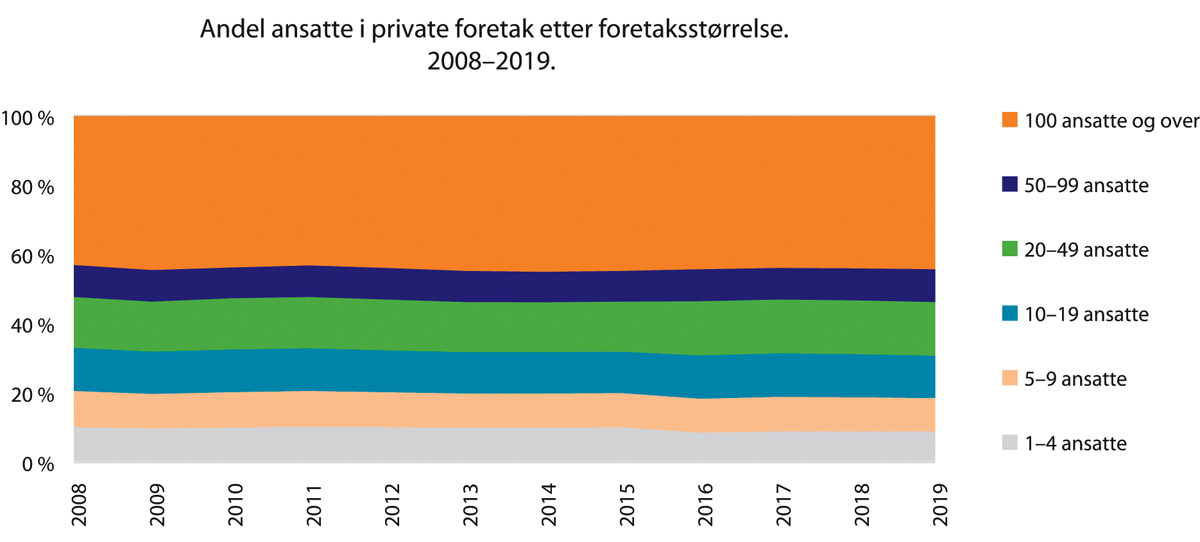 Andel ansatte i private foretak etter foretaksstørrelse.
2008–2019.
100 %
80 %
60 %
40 %
20 %
0 %
2008
2009
2010
2011
2012
2013
2014
2015
2016
2017
2018
2019
100 ansatte og over
50–99 ansatte
20–49 ansatte
10–19 ansatte
5–9 ansatte
1–4 ansatte